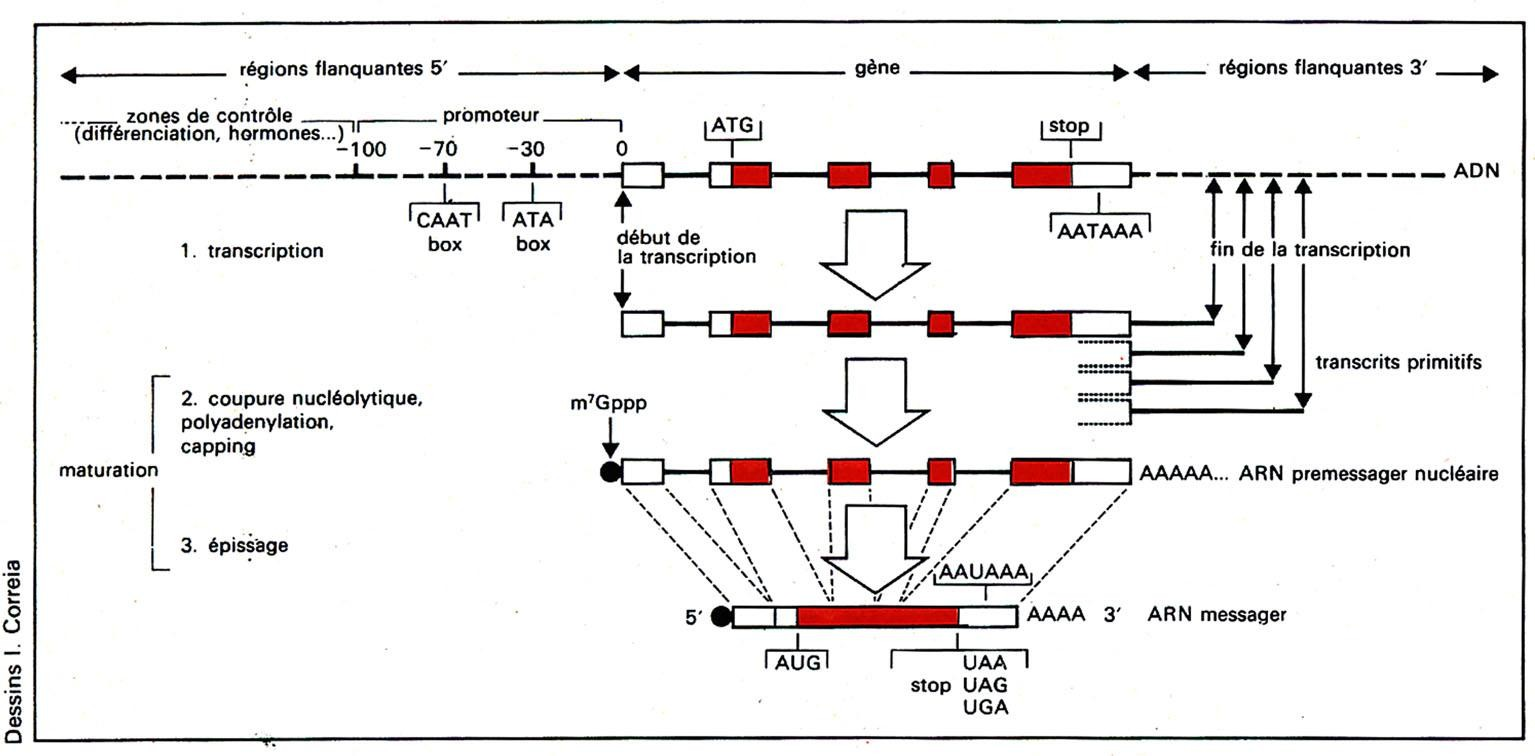 régions flanquantes 5′
gène
régions flanquantes 3′
zones de contrôle
(différenciation, hormones...)
promoteur
−100
−70
−30
0
ATG
stop
ADN
CAAT
box
ATA
box
AATAAA
1. transcription
début de
la transcription
fin de la transcription
transcrits primitifs
2. coupure nucléolytique,
polyadenylation,
capping
m⁷Gppp
maturation
AAAAA... ARN premessager nucléaire
3. épissage
AAUAAA
5′
AAAA 3′ ARN messager
AUG
stop
UAA
UAG
UGA
Dessins I. Correia